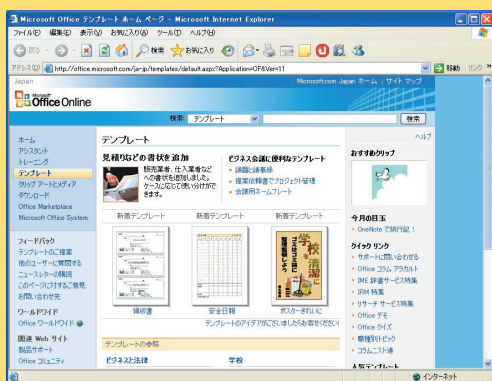 Microsoft Office テンプレート ホーム ページ - Microsoft Internet Explorer
ファイル(F) 編集(E) 表示(V) お気に入り(A) ツール(T) ヘルプ(H)
戻る 検索 お気に入り
アドレス(D) http://office.microsoft.com/ja-jp/templates/default.aspx?Application=OF&Ver=11 移動 リンク »
Japan Microsoft.com Japan ホーム | サイト マップ
Microsoft
Office Online
検索: テンプレート 検索
ホーム
アシスタント
トレーニング
テンプレート
クリップ アートとメディア
ダウンロード
Office Marketplace
Microsoft Office System
フィードバック
テンプレートのご提案
他のユーザーに質問する
ニュースレターの購読
このページに対するご意見
お問い合わせ先
ワールドワイド
Office ワールドワイド
関連 Web サイト
製品サポート
Office コミュニティ
テンプレート
見積りなどの書状を追加
販売業者、仕入業者など
への書状を追加しました。
ケースに応じて使い分けがで
きます。
ビジネス会議に便利なテンプレート
議題と議事録
提案依頼書でプロジェクト管理
会議用ホームプレート
新着テンプレート 新着テンプレート 新着テンプレート
学校を清潔に
領収書 安全日報 ポスターきれいに
テンプレートのアイデアがございましたらお寄せください
テンプレートの参照
ビジネスと法律 学校
ヘルプ
おすすめクリップ
今月の目玉
OneNote で旅行記!
クイック リンク
サポートに問い合わせる
Office コラム アラカルト
IME 辞書サービス特集
IRM 特集
リサーチ サービス特集
Office デモ
Office クイズ
職種別トピック
コラムニスト通
人気テンプレート
インターネット